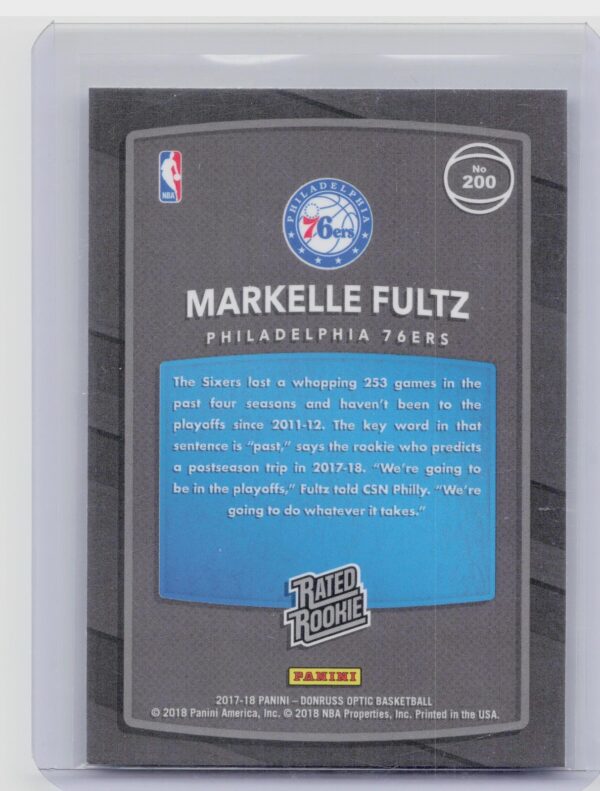 No
200
NBA
PHILADELPHIA
76ers
MARKELLE FULTZ
PHILADELPHIA 76ERS
The Sixers lost a whopping 253 games in the
past four seasons and haven't been to the
playoffs since 2011-12. The key word in that
sentence is "past," says the rookie who predicts
a postseason trip in 2017-18. "We're going to
be in the playoffs," Fultz told CSN Philly. "We're
going to do whatever it takes."
RATED
ROOKIE
PANINI
2017-18 PANINI – DONRUSS OPTIC BASKETBALL
© 2018 Panini America, Inc. © 2018 NBA Properties, Inc. Printed in the USA.